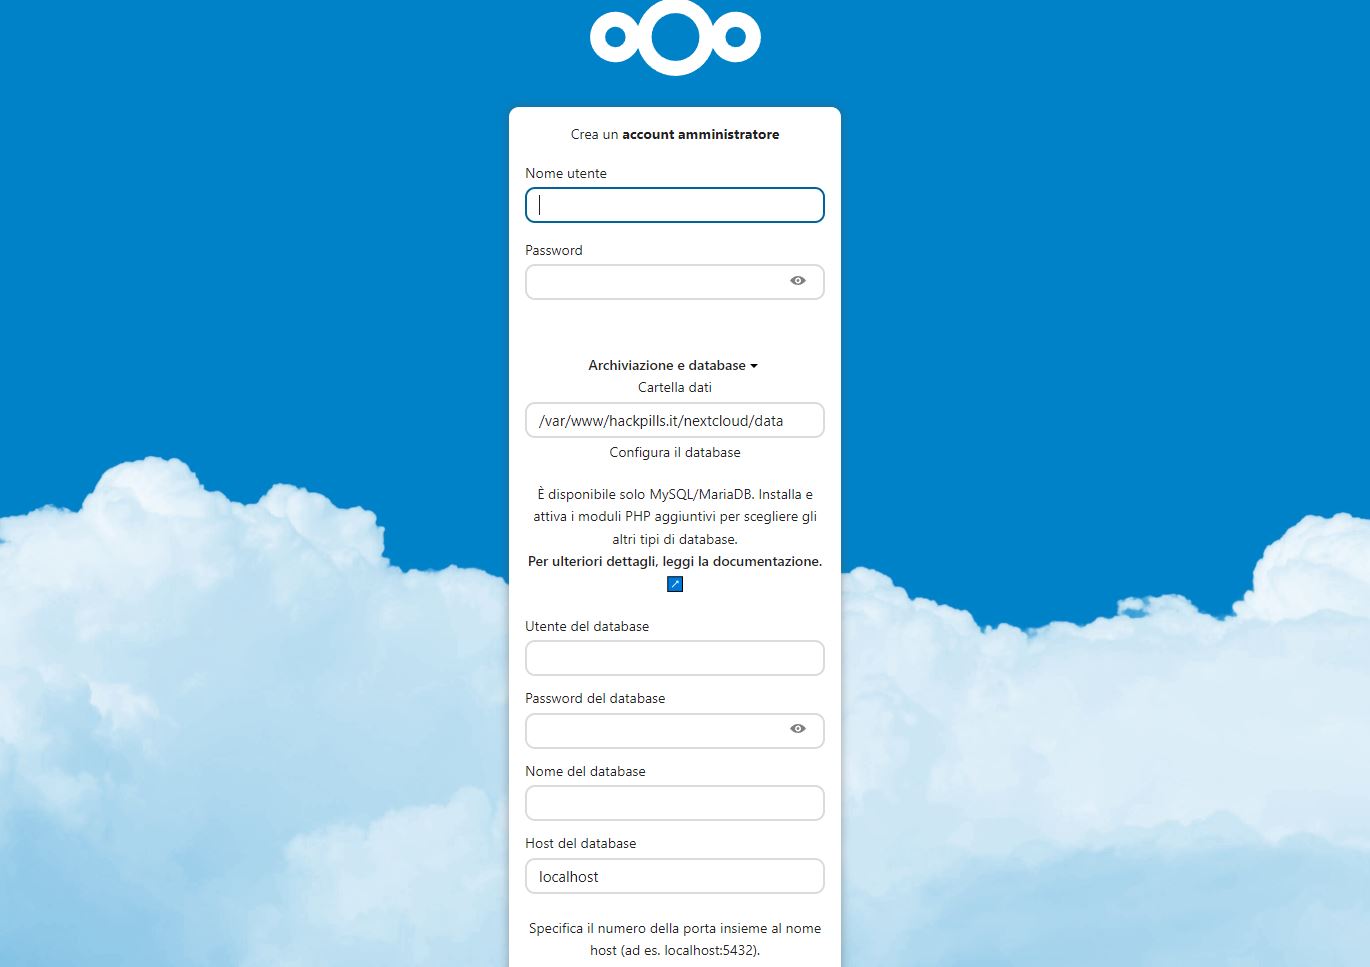 Crea un account amministratore
Nome utente
Password
Archiviazione e database
Cartella dati
/var/www/hackpills.it/nextcloud/data
Configura il database
È disponibile solo MySQL/MariaDB. Installa e
attiva i moduli PHP aggiuntivi per scegliere gli
altri tipi di database.
Per ulteriori dettagli, leggi la documentazione.
Utente del database
Password del database
Nome del database
Host del database
localhost
Specifica il numero della porta insieme al nome
host (ad es. localhost:5432).